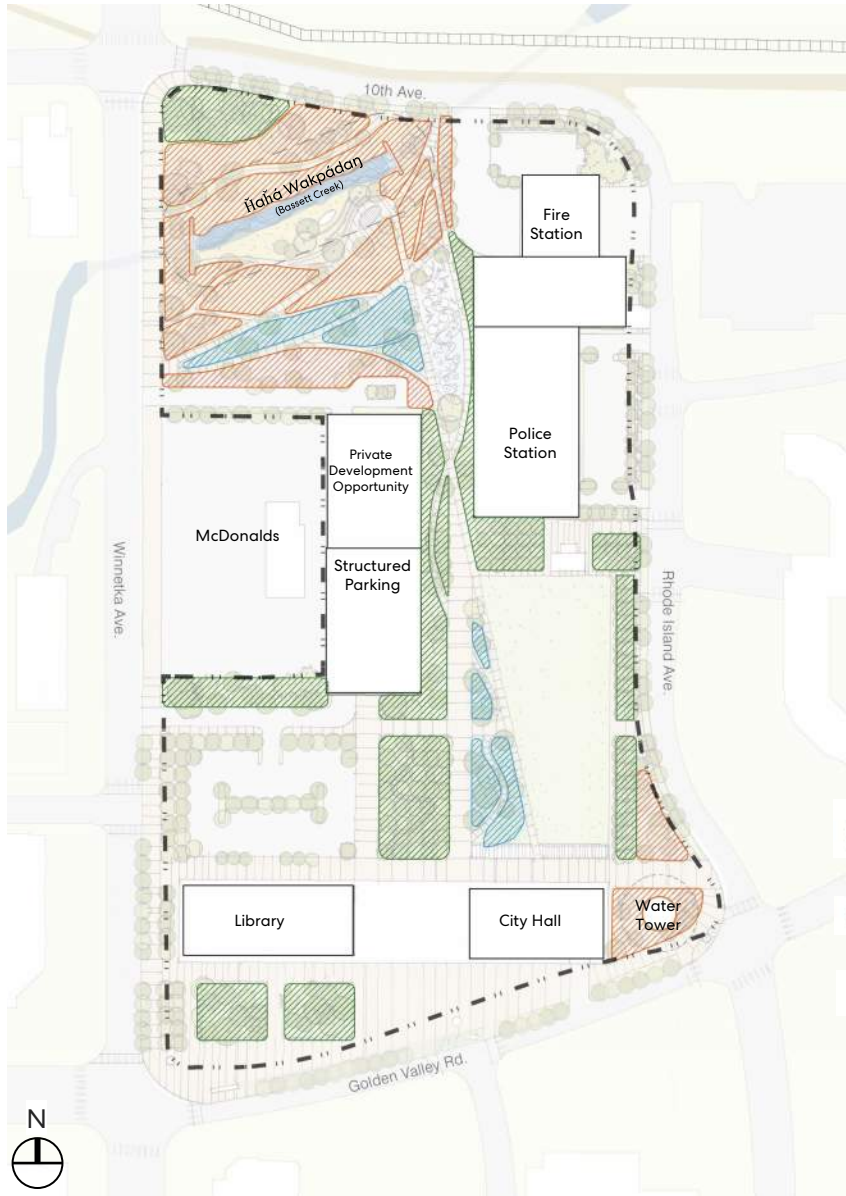 10th Ave.
Ȟaȟá Wakpádaŋ
(Bassett Creek)
Fire
Station
Police
Station
Private
Development
Opportunity
McDonalds
Structured
Parking
Winnetka Ave.
Rhode Island Ave.
Library
City Hall
Water
Tower
Golden Valley Rd.
N